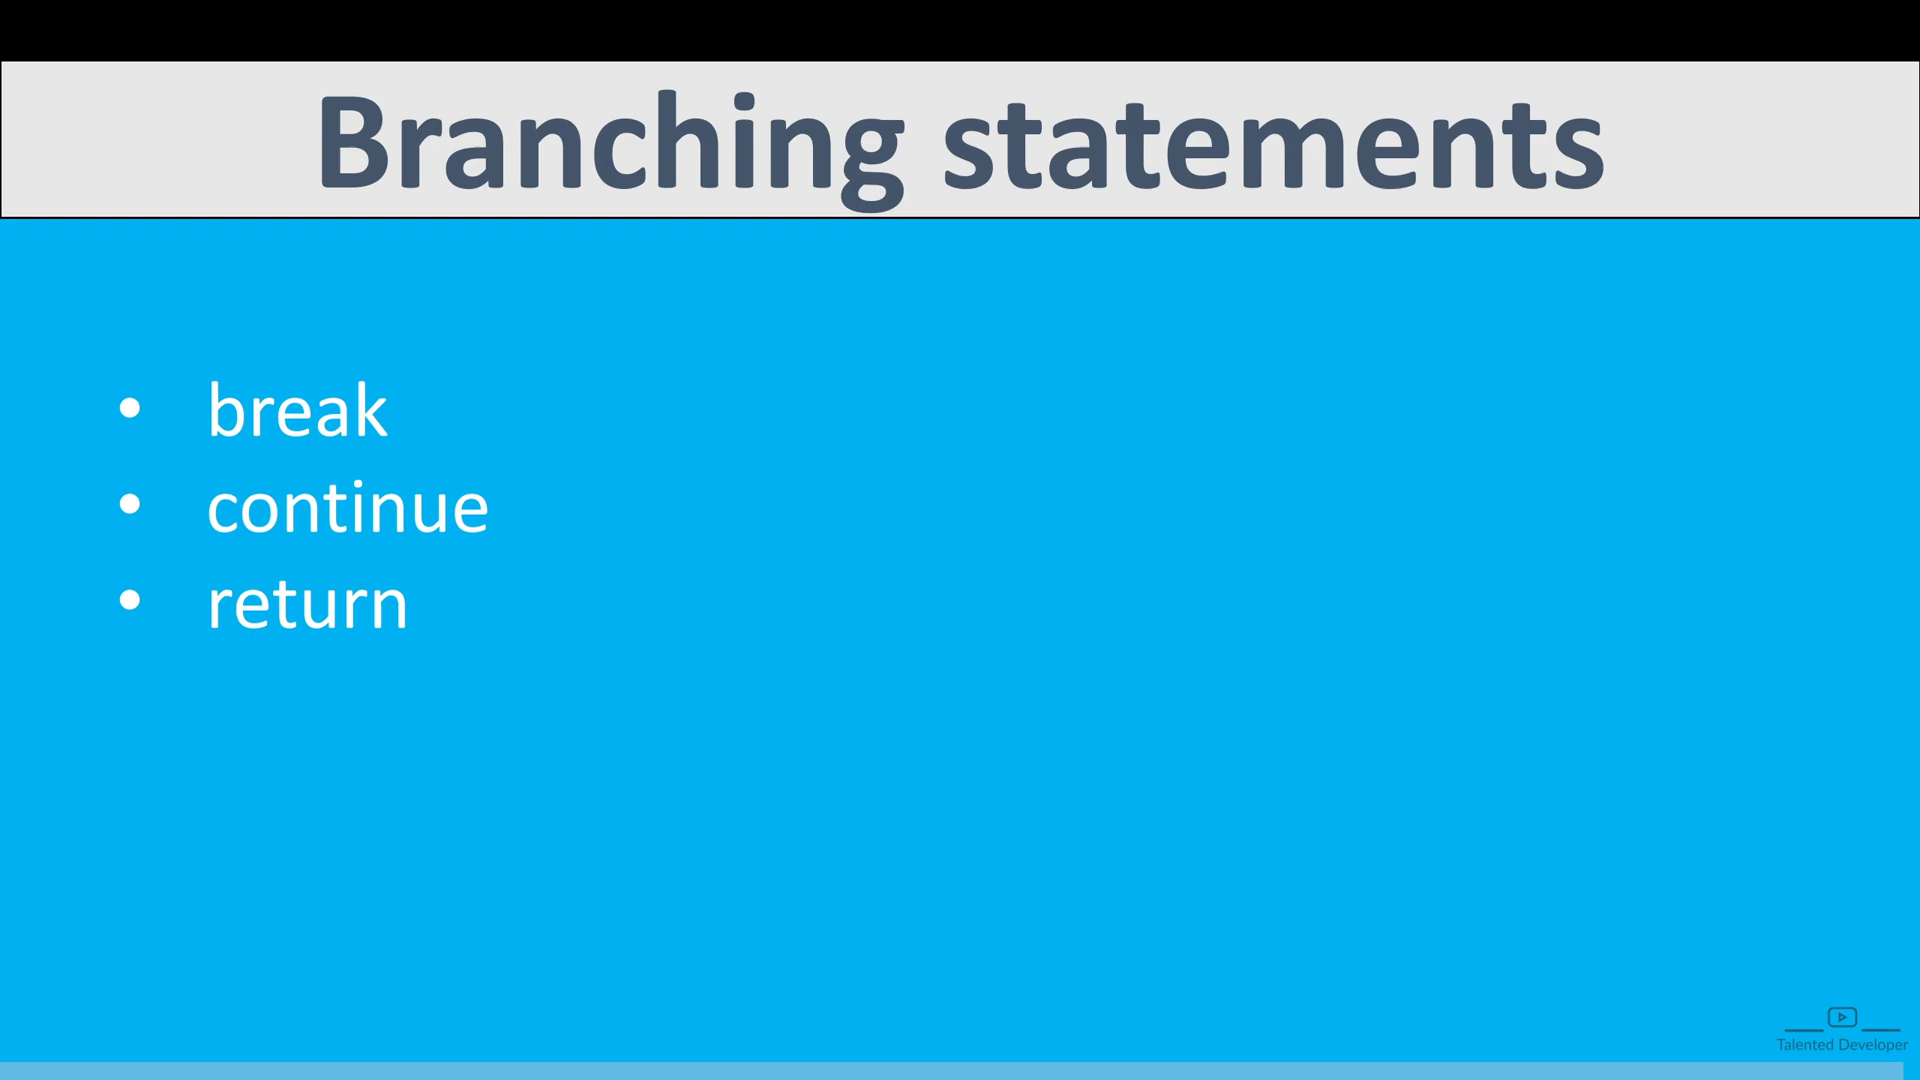 Branching statements
• break
• continue
• return
Talented Developer